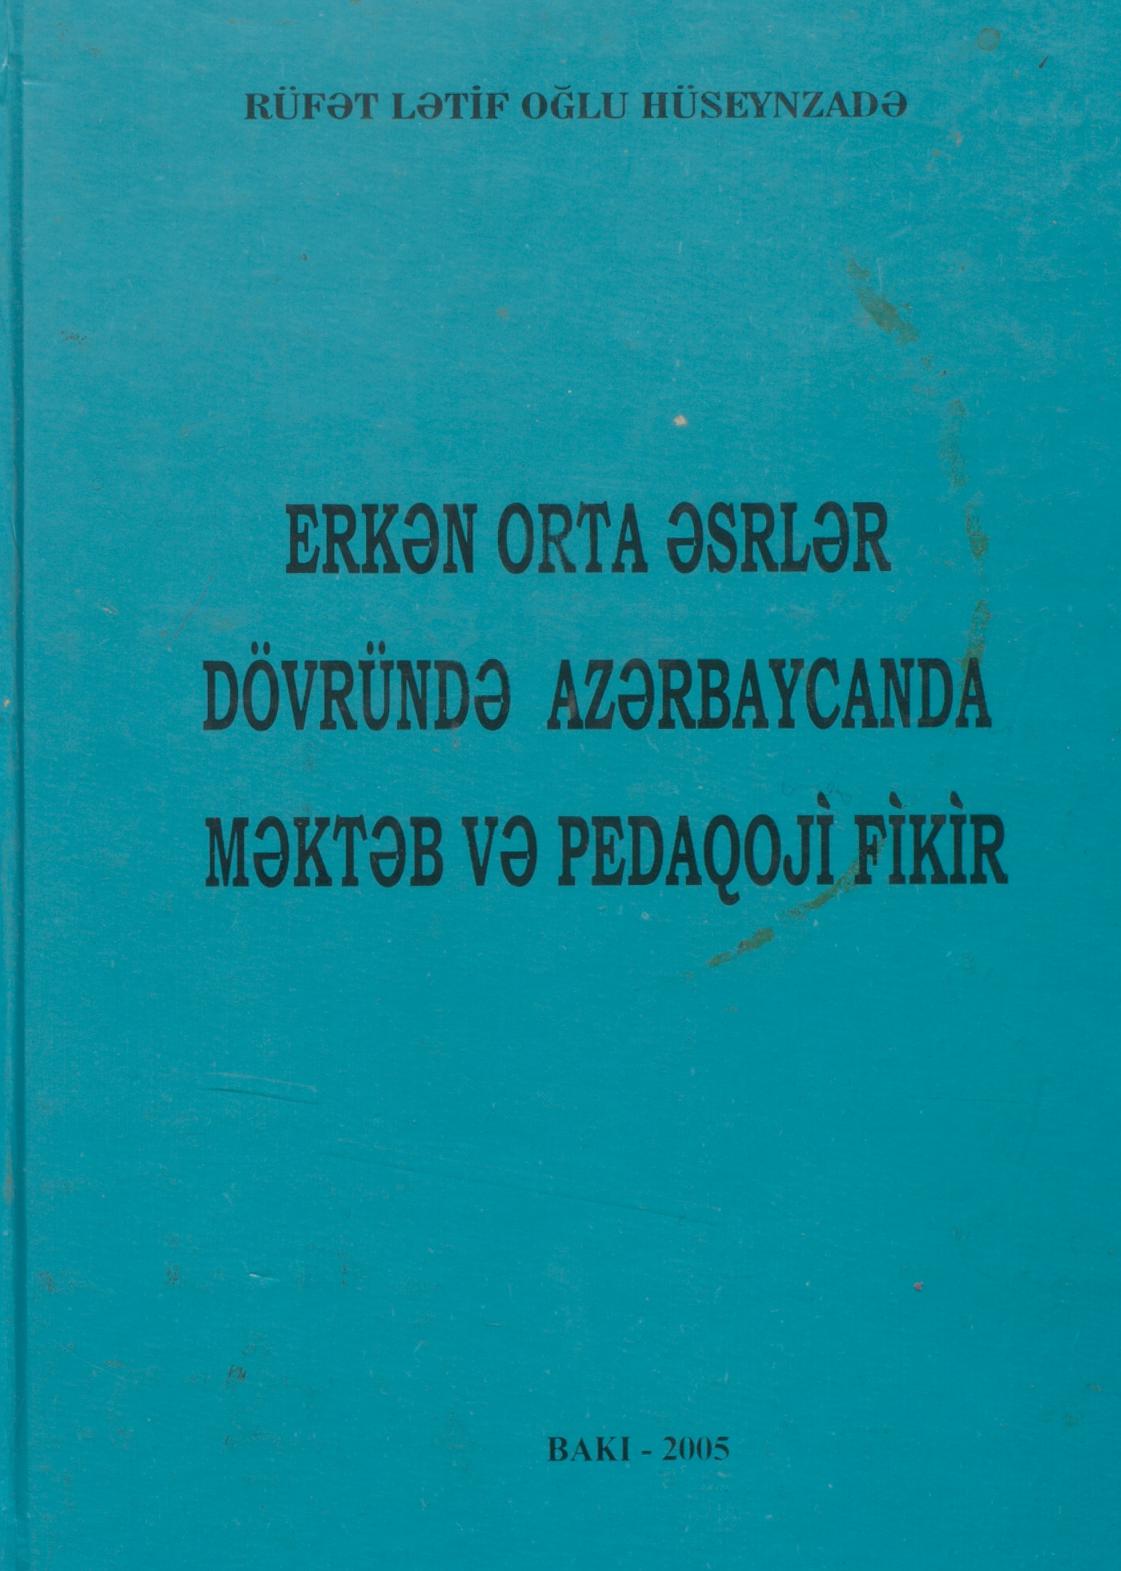 RÜFƏT LƏTİF OĞLU HÜSEYNZADƏ
ERKƏN ORTA ƏSRLƏR
DÖVRÜNDƏ AZƏRBAYCANDA
MƏKTƏB VƏ PEDAQOJİ FİKİR
BAKI - 2005